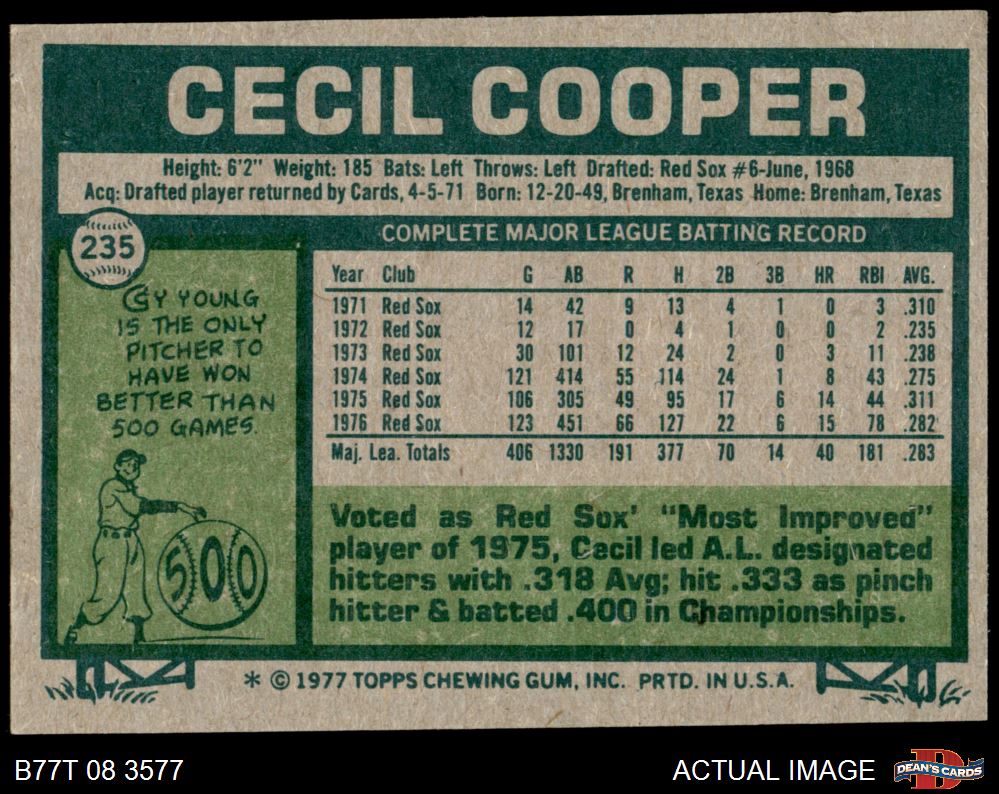 CECIL COOPER
Height: 6'2" Weight: 185 Bats: Left Throws: Left Drafted: Red Sox #6-June, 1968
Acq: Drafted player returned by Cards, 4-5-71 Born: 12-20-49, Brenham, Texas Home: Brenham, Texas
235
CY YOUNG
IS THE ONLY
PITCHER TO
HAVE WON
BETTER THAN
500 GAMES.
500
COMPLETE MAJOR LEAGUE BATTING RECORD
Year Club G AB R H 2B 3B HR RBI AVG.
1971 Red Sox 14 42 9 13 4 1 0 3 .310
1972 Red Sox 12 17 0 4 1 0 0 2 .235
1973 Red Sox 30 101 12 24 2 0 3 11 .238
1974 Red Sox 121 414 55 114 24 1 8 43 .275
1975 Red Sox 106 305 49 95 17 6 14 44 .311
1976 Red Sox 123 451 66 127 22 6 15 78 .282
Maj. Lea. Totals 406 1330 191 377 70 14 40 181 .283
Voted as Red Sox' "Most Improved"
player of 1975, Cecil led A.L. designated
hitters with .318 Avg; hit .333 as pinch
hitter & batted .400 in Championships.
* © 1977 TOPPS CHEWING GUM, INC. PRTD. IN U.S.A.
B77T 08 3577
ACTUAL IMAGE
D
DEAN'S CARDS